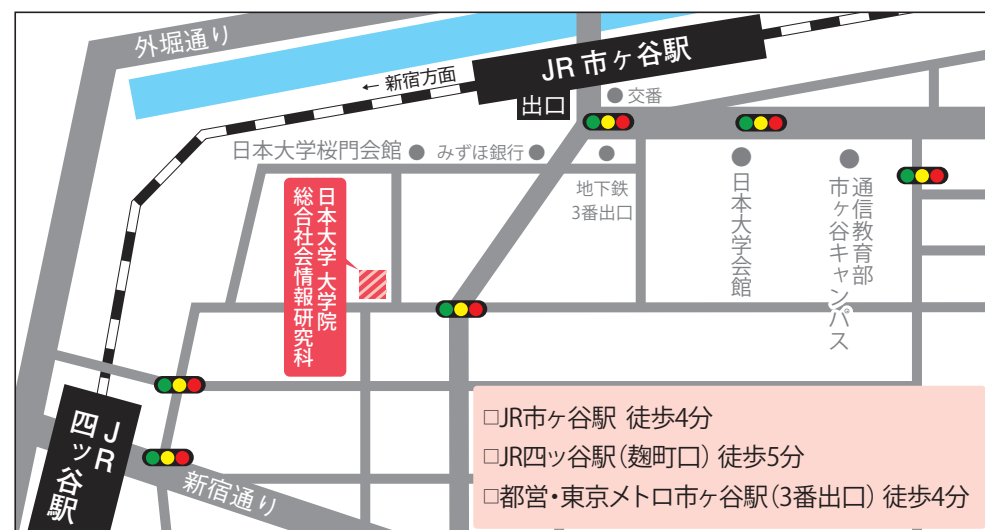 外堀通り
JR 市ヶ谷駅
← 新宿方面
出口
交番
日本大学桜門会館
みずほ銀行
地下鉄
3番出口
日本大学会館
通信教育部
市ヶ谷キャンパス
日本大学 大学院
総合社会情報研究科
JR
四ッ谷駅
新宿通り
□JR市ヶ谷駅 徒歩4分
□JR四ッ谷駅(麹町口) 徒歩5分
□都営・東京メトロ市ヶ谷駅(3番出口) 徒歩4分